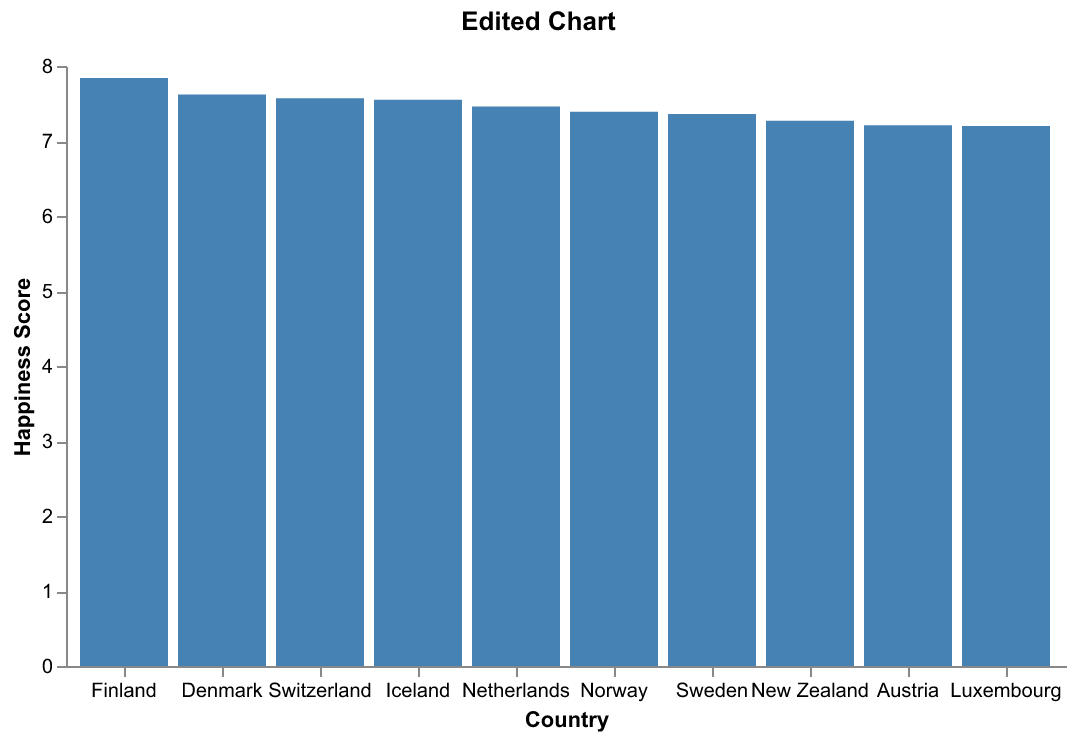 Edited Chart
8
7
6
5
4
3
2
1
0
Happiness Score
Finland Denmark Switzerland Iceland Netherlands Norway Sweden New Zealand Austria Luxembourg
Country